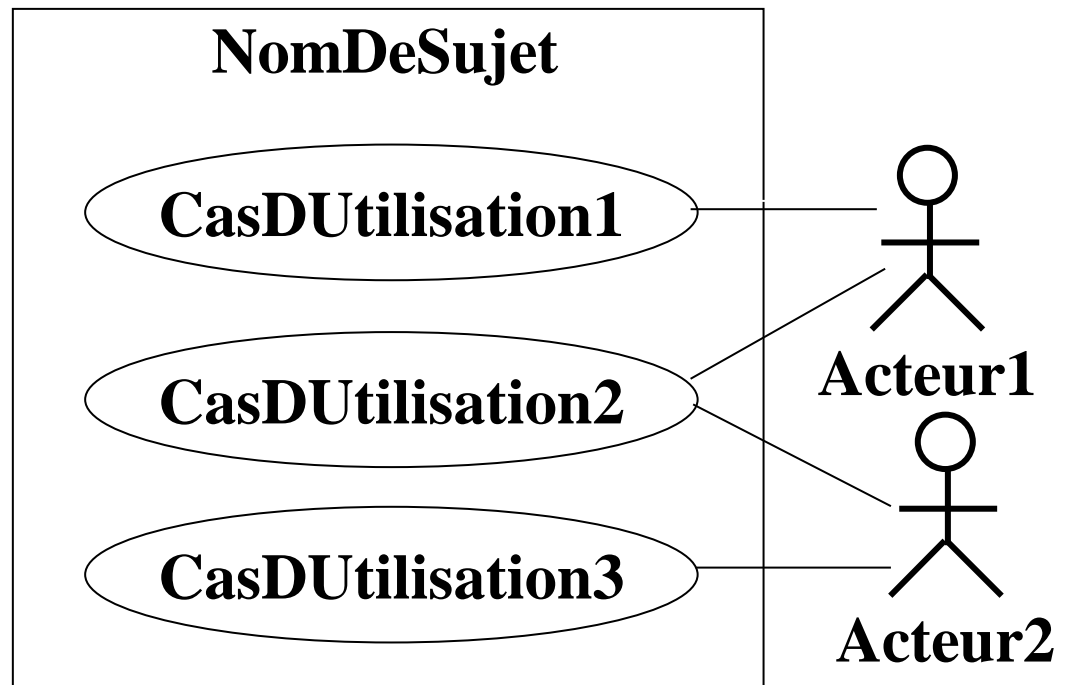 NomDeSujet
CasDUtilisation1
CasDUtilisation2
Acteur1
CasDUtilisation3
Acteur2